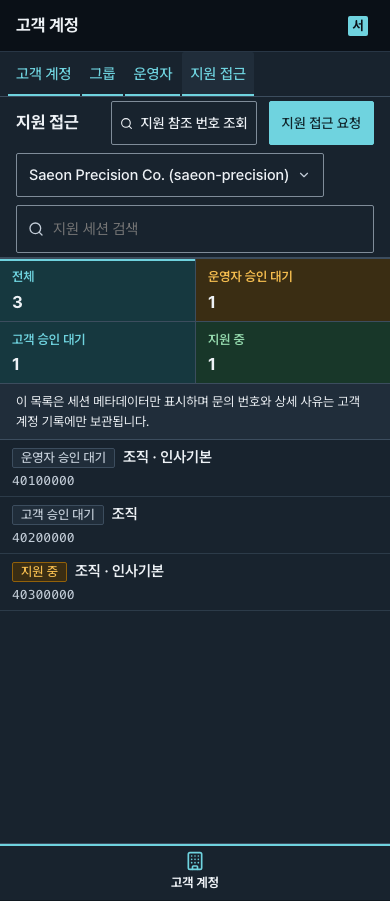 고객 계정
서
고객 계정
그룹
운영자
지원 접근
지원 접근
지원 참조 번호 조회
지원 접근 요청
Saeon Precision Co. (saeon-precision)
지원 세션 검색
전체
3
운영자 승인 대기
1
고객 승인 대기
1
지원 중
1
이 목록은 세션 메타데이터만 표시하며 문의 번호와 상세 사유는 고객
계정 기록에만 보관됩니다.
운영자 승인 대기 조직 · 인사기본
40100000
고객 승인 대기 조직
40200000
지원 중 조직 · 인사기본
40300000
고객 계정